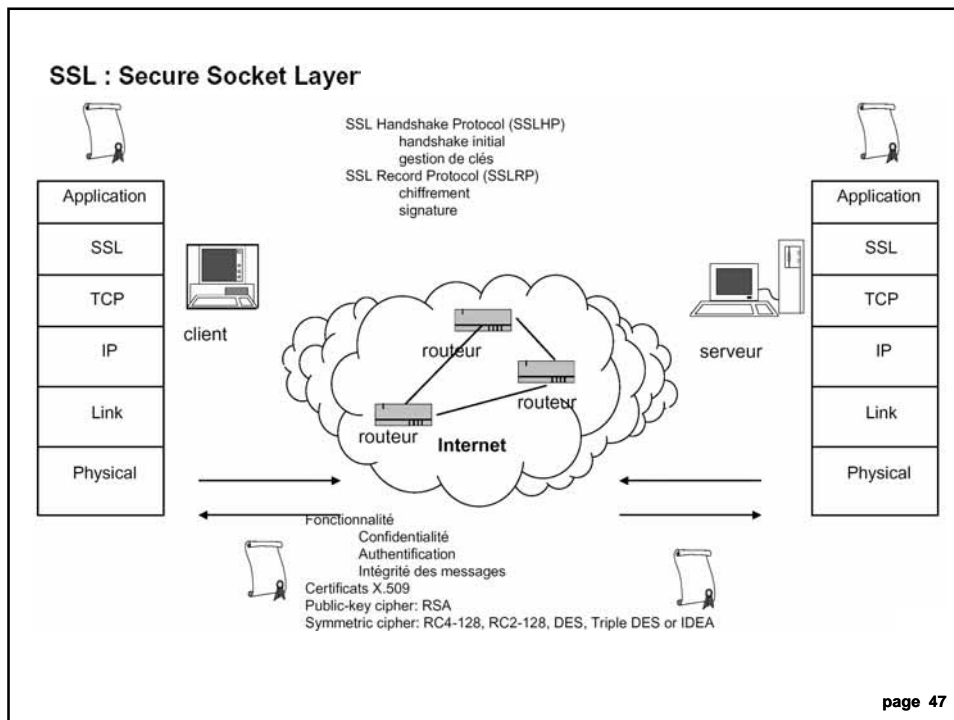 SSL : Secure Socket Layer
SSL Handshake Protocol (SSLHP)
handshake initial
gestion de clés
SSL Record Protocol (SSLRP)
chiffrement
signature
Application
SSL
TCP
IP
Link
Physical
client
routeur
routeur
routeur
Internet
serveur
Application
SSL
TCP
IP
Link
Physical
Fonctionnalité
Confidentialité
Authentification
Intégrité des messages
Certificats X.509
Public-key cipher: RSA
Symmetric cipher: RC4-128, RC2-128, DES, Triple DES or IDEA
page 47